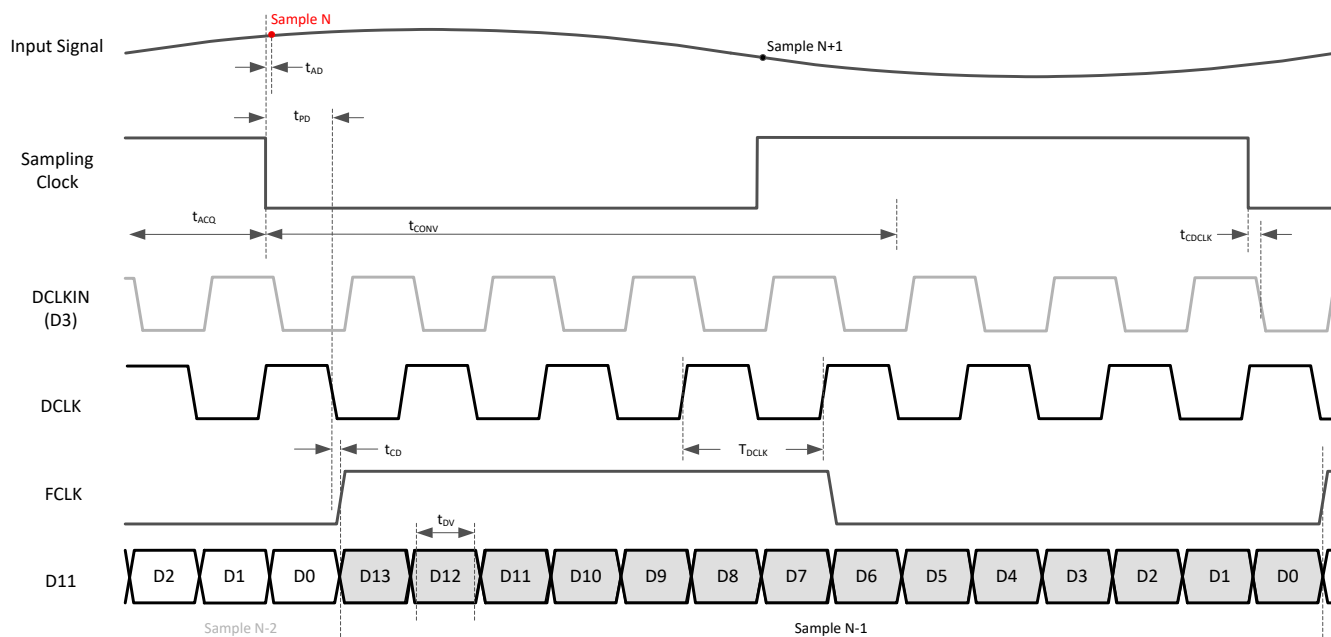 Sample N
Input Signal
Sample N+1
tAD
tPD
Sampling
Clock
tACQ
tCONV
tCDCLK
DCLKIN
(D3)
DCLK
tCD
TDCLK
FCLK
tDV
D11
D2 D1 D0 D13 D12 D11 D10 D9 D8 D7 D6 D5 D4 D3 D2 D1 D0
Sample N-2
Sample N-1